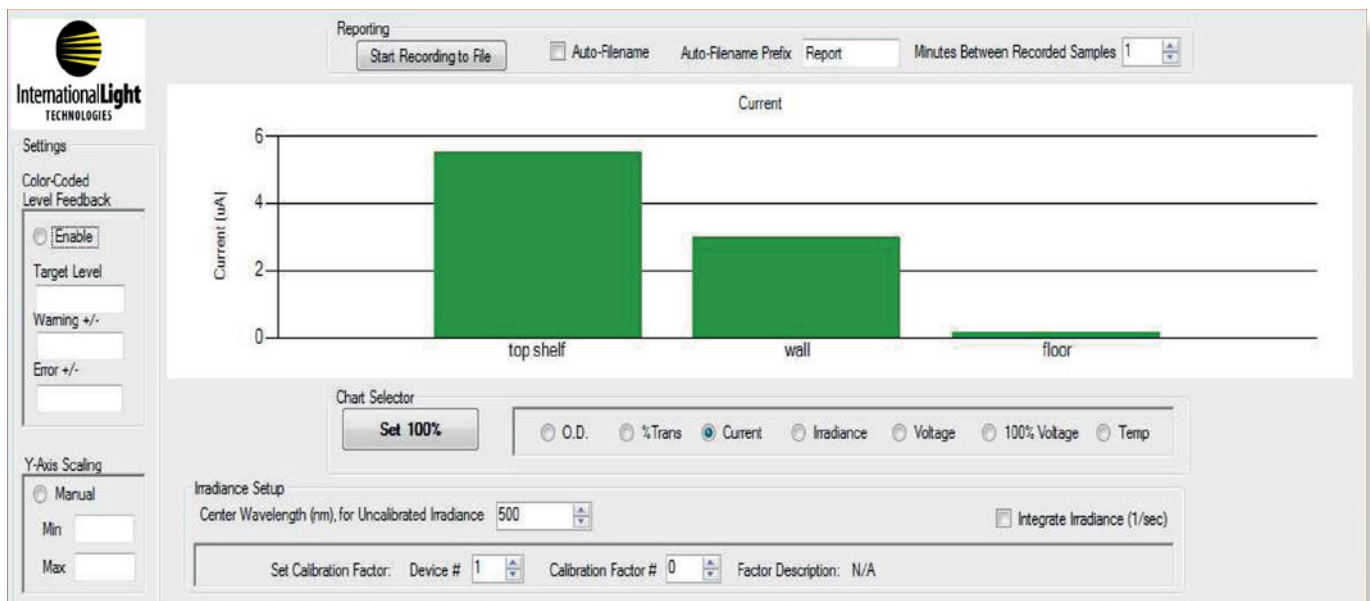 InternationalLight
TECHNOLOGIES
Reporting
Start Recording to File
Auto-Filename
Auto-Filename Prefix
Report
Minutes Between Recorded Samples
1
Current
6
4
2
0
Current (uA)
top shelf
wall
floor
Settings
Color-Coded
Level Feedback
Enable
Target Level
Warning +/-
Error +/-
Y-Axis Scaling
Manual
Min
Max
Chart Selector
Set 100%
O.D.
%Trans
Current
Irradiance
Voltage
100% Voltage
Temp
Irradiance Setup
Center Wavelength (nm), for Uncalibrated Irradiance
500
Integrate Irradiance (1/sec)
Set Calibration Factor:
Device #
1
Calibration Factor #
0
Factor Description: N/A